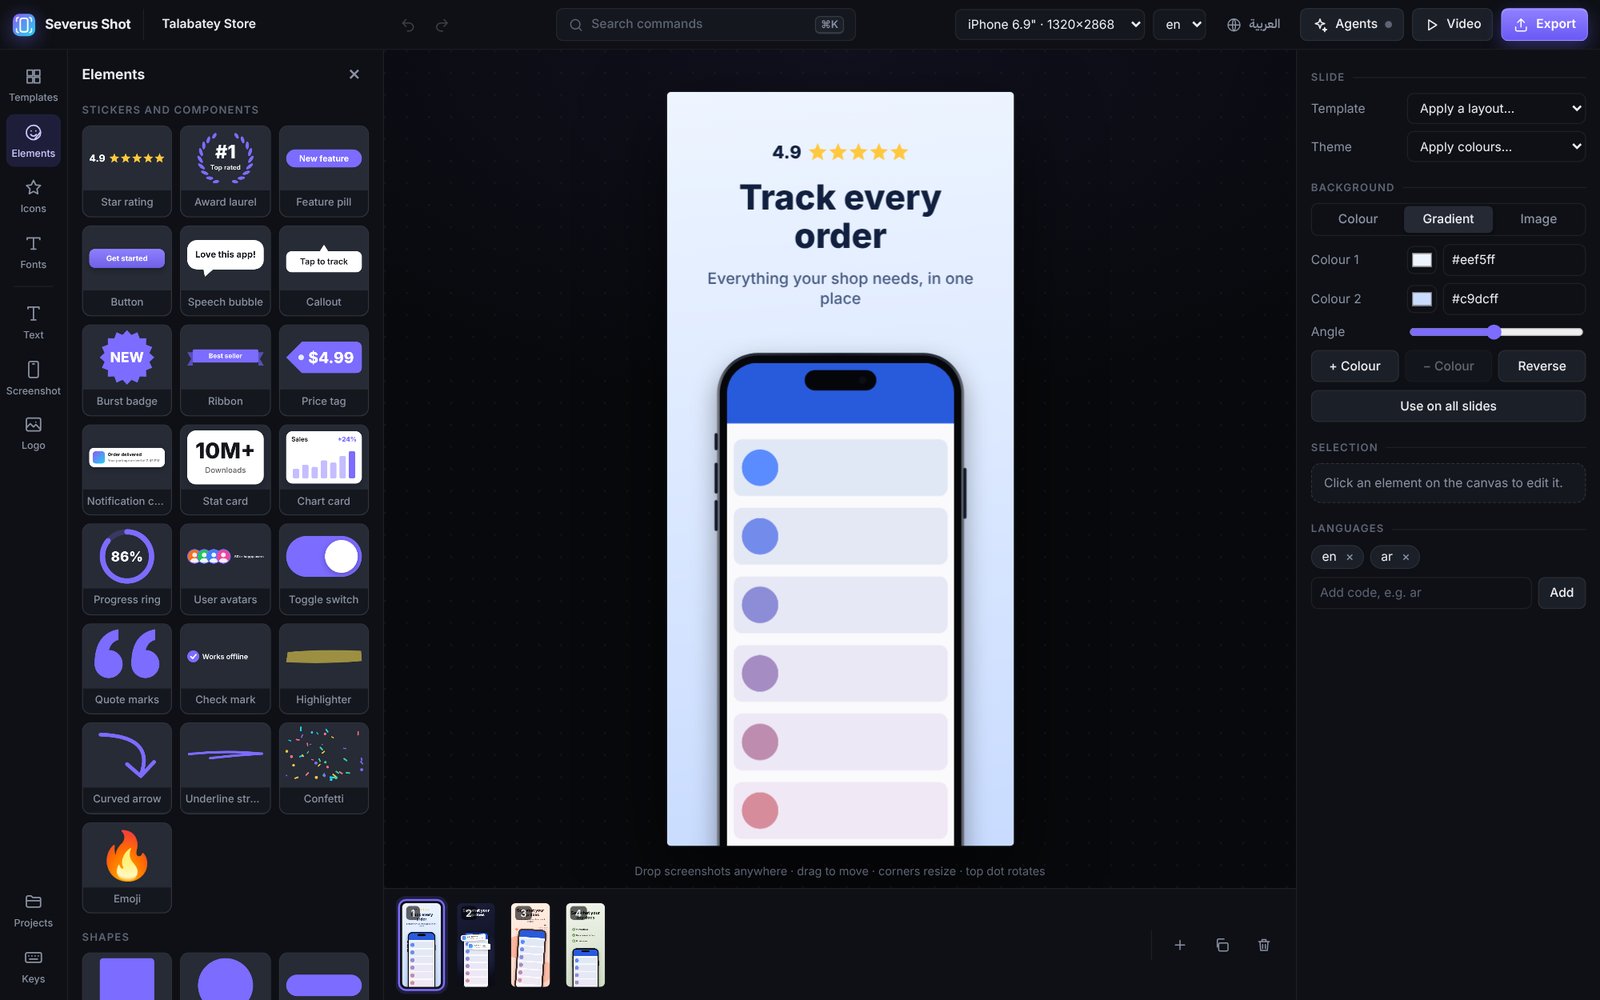 Severus Shot
Talabatey Store
Search commands
⌘K
iPhone 6.9" · 1320×2868
en
العربية
Agents
Video
Export
Templates
Elements
Icons
Fonts
Text
Screenshot
Logo
Projects
Keys
Elements
STICKERS AND COMPONENTS
4.9
Star rating
#1
Top rated
Award laurel
New feature
Feature pill
Get started
Button
Love this app!
Speech bubble
Tap to track
Callout
NEW
Burst badge
Best seller
Ribbon
$4.99
Price tag
Order delivered
Notification c...
10M+
Downloads
Stat card
Sales
+24%
Chart card
86%
Progress ring
User avatars
Toggle switch
Quote marks
Works offline
Check mark
Highlighter
Curved arrow
Underline str...
Confetti
Emoji
SHAPES
4.9
Track every
order
Everything your shop needs, in one
place
Drop screenshots anywhere · drag to move · corners resize · top dot rotates
1
2
3
4
SLIDE
Template
Apply a layout...
Theme
Apply colours...
BACKGROUND
Colour
Gradient
Image
Colour 1
#eef5ff
Colour 2
#c9dcff
Angle
+ Colour
− Colour
Reverse
Use on all slides
SELECTION
Click an element on the canvas to edit it.
LANGUAGES
en ×
ar ×
Add code, e.g. ar
Add